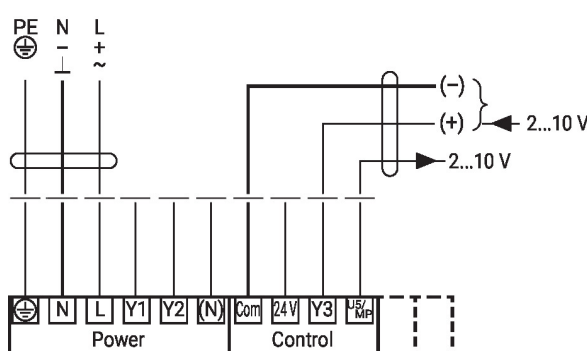 PE N L
- +
⊥ ~
(-)
(+)
2...10 V
2...10 V
N L Y1 Y2 (N) Com 24V Y3 U5/MP
Power Control